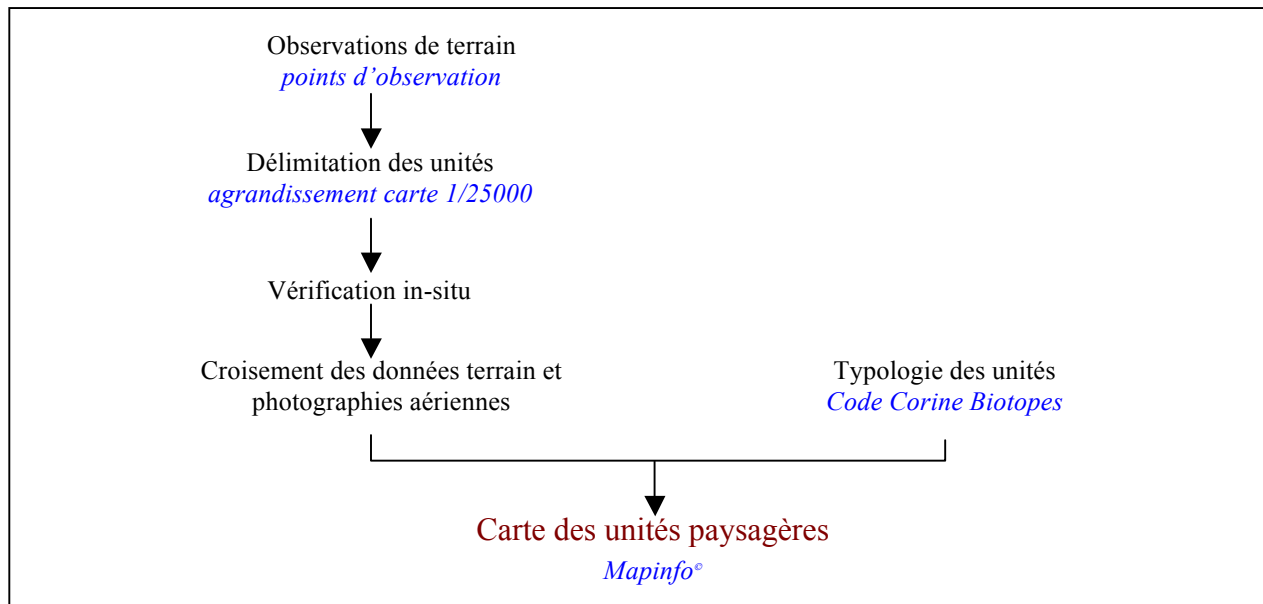 Observations de terrain
points d’observation
Délimitation des unités
agrandissement carte 1/25000
Vérification in-situ
Croisement des données terrain et
photographies aériennes
Typologie des unités
Code Corine Biotopes
Carte des unités paysagères
Mapinfo©